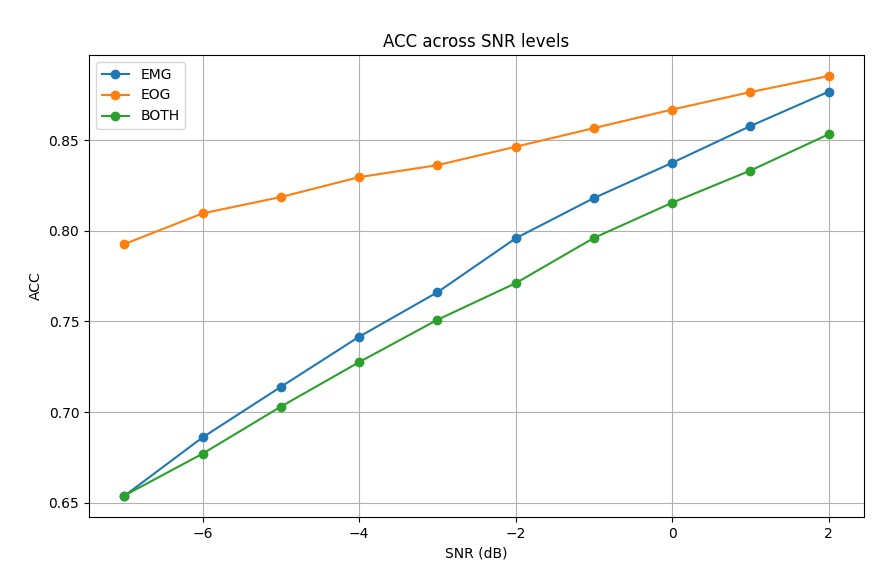 ACC across SNR levels
EMG
EOG
BOTH
0.85
0.80
0.75
0.70
0.65
ACC
−6
−4
−2
0
2
SNR (dB)